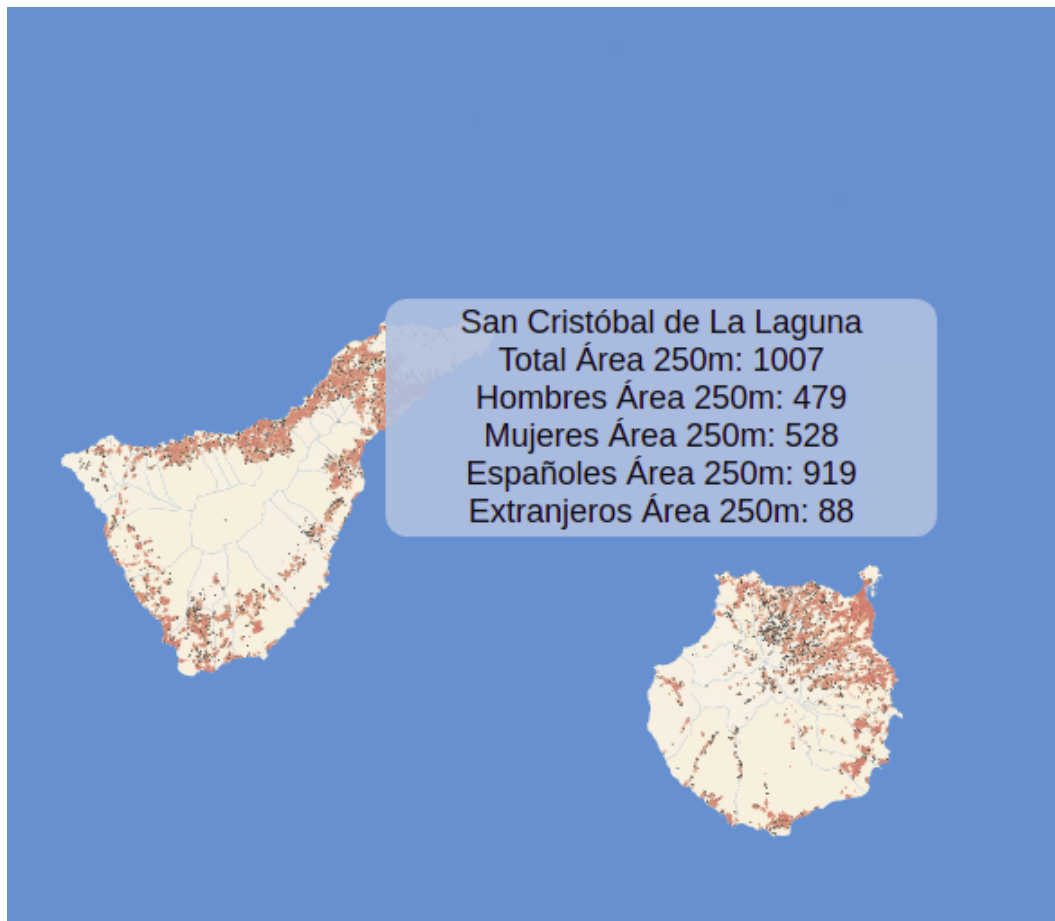 San Cristóbal de La Laguna
Total Área 250m: 1007
Hombres Área 250m: 479
Mujeres Área 250m: 528
Españoles Área 250m: 919
Extranjeros Área 250m: 88